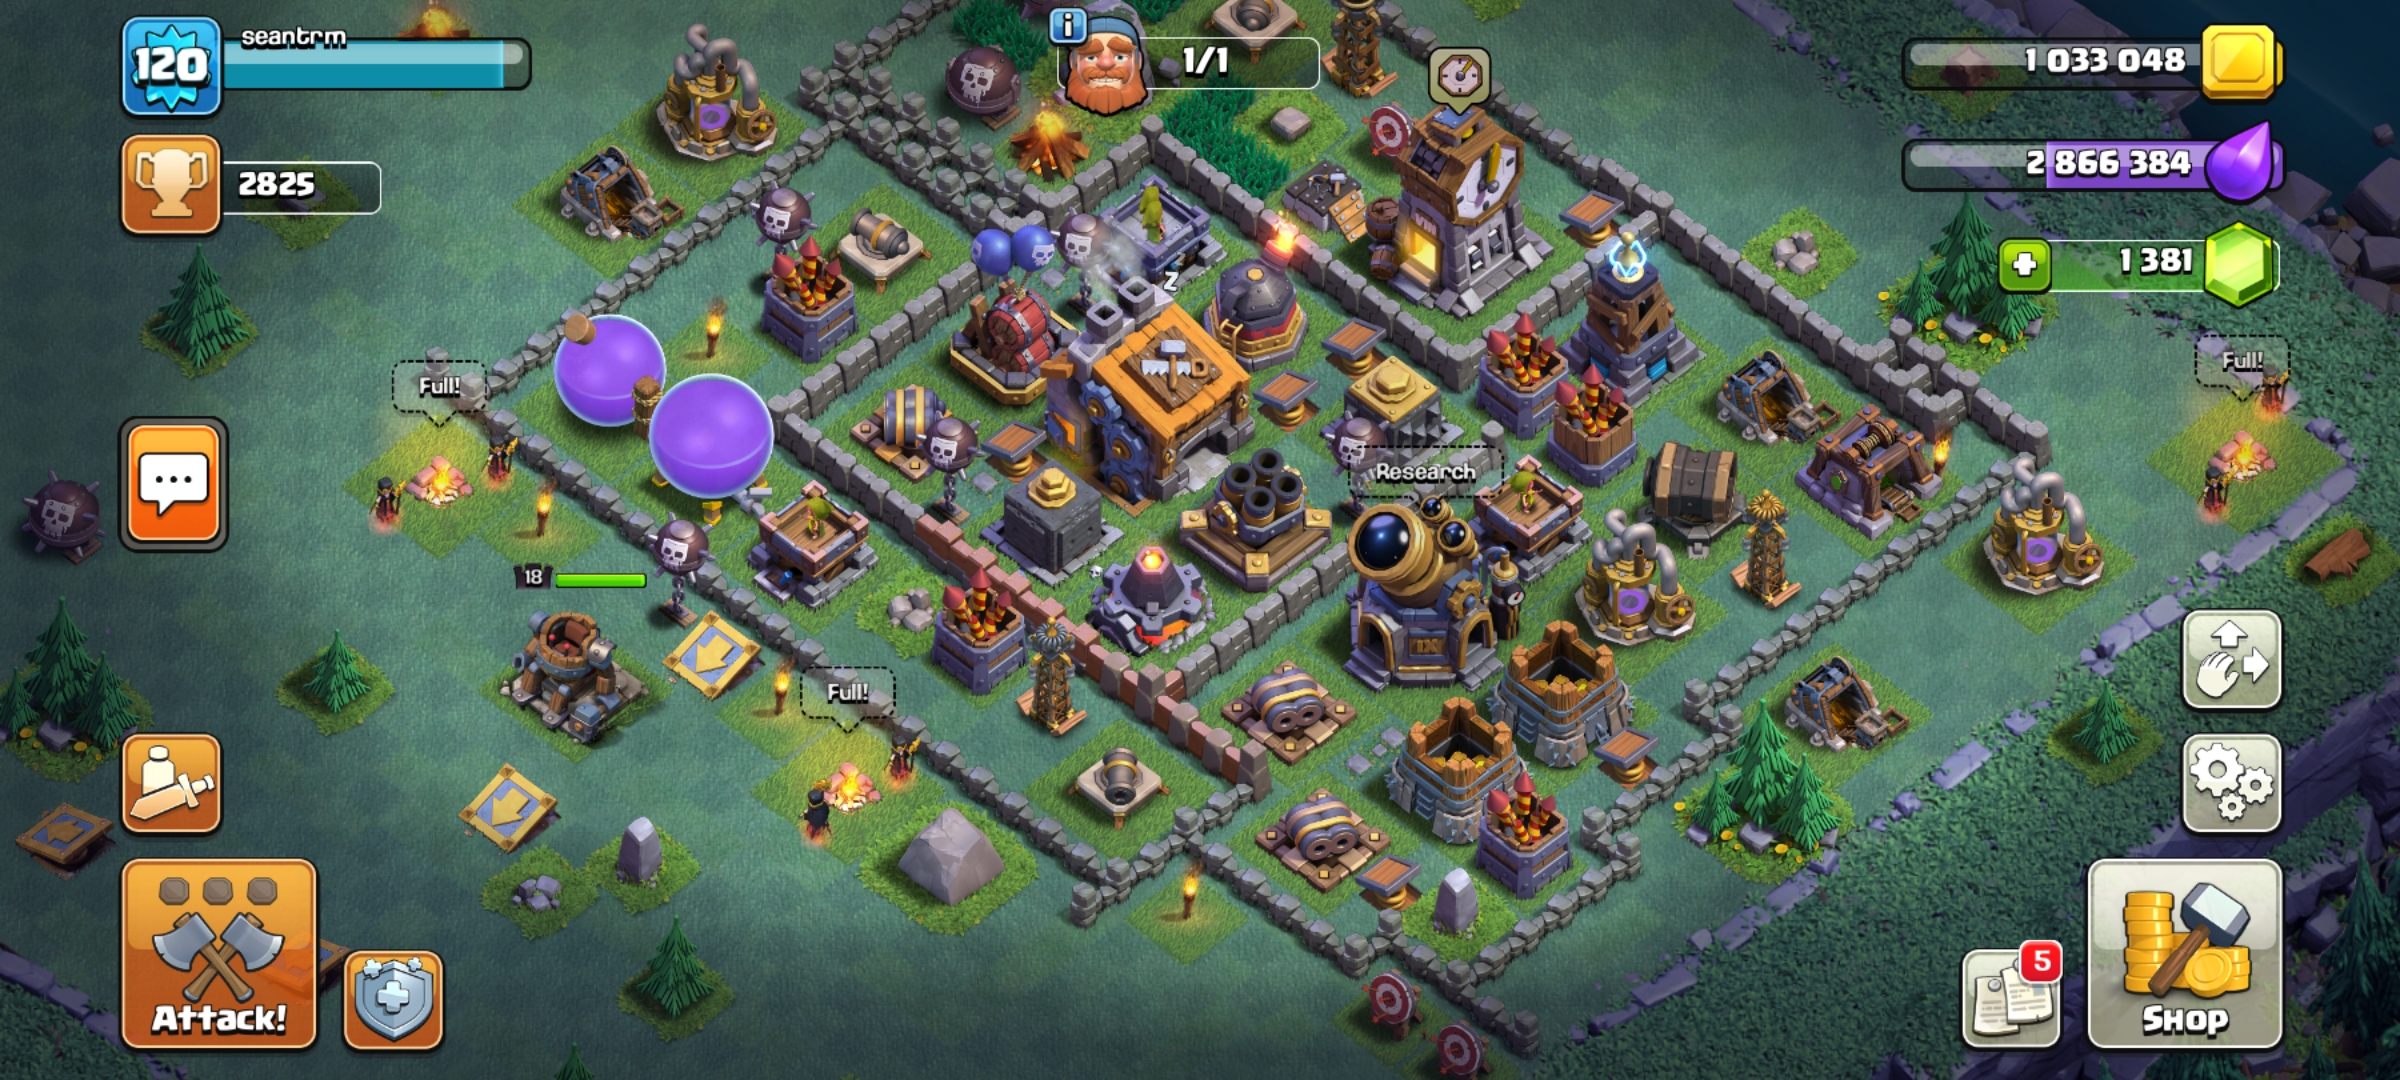 120
seantrm
i
1/1
1 033 048
2825
2 866 384
1 381
Full!
Full!
z
Research
18
Full!
IX
5
Attack!
Shop